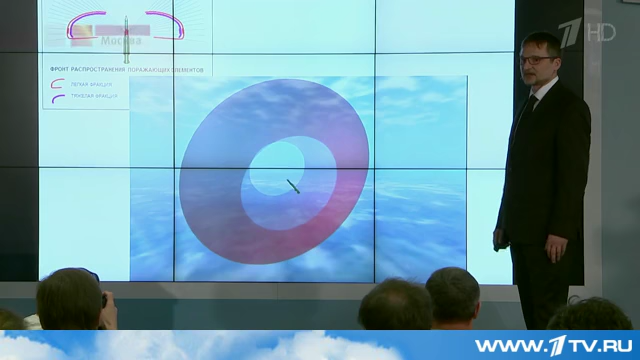 Москва
ФРОНТ РАСПРОСТРАНЕНИЯ ПОРАЖАЮЩИХ ЭЛЕМЕНТОВ
ЛЕГКАЯ ФРАКЦИЯ
ТЯЖЕЛАЯ ФРАКЦИЯ
1 HD
WWW.1TV.RU